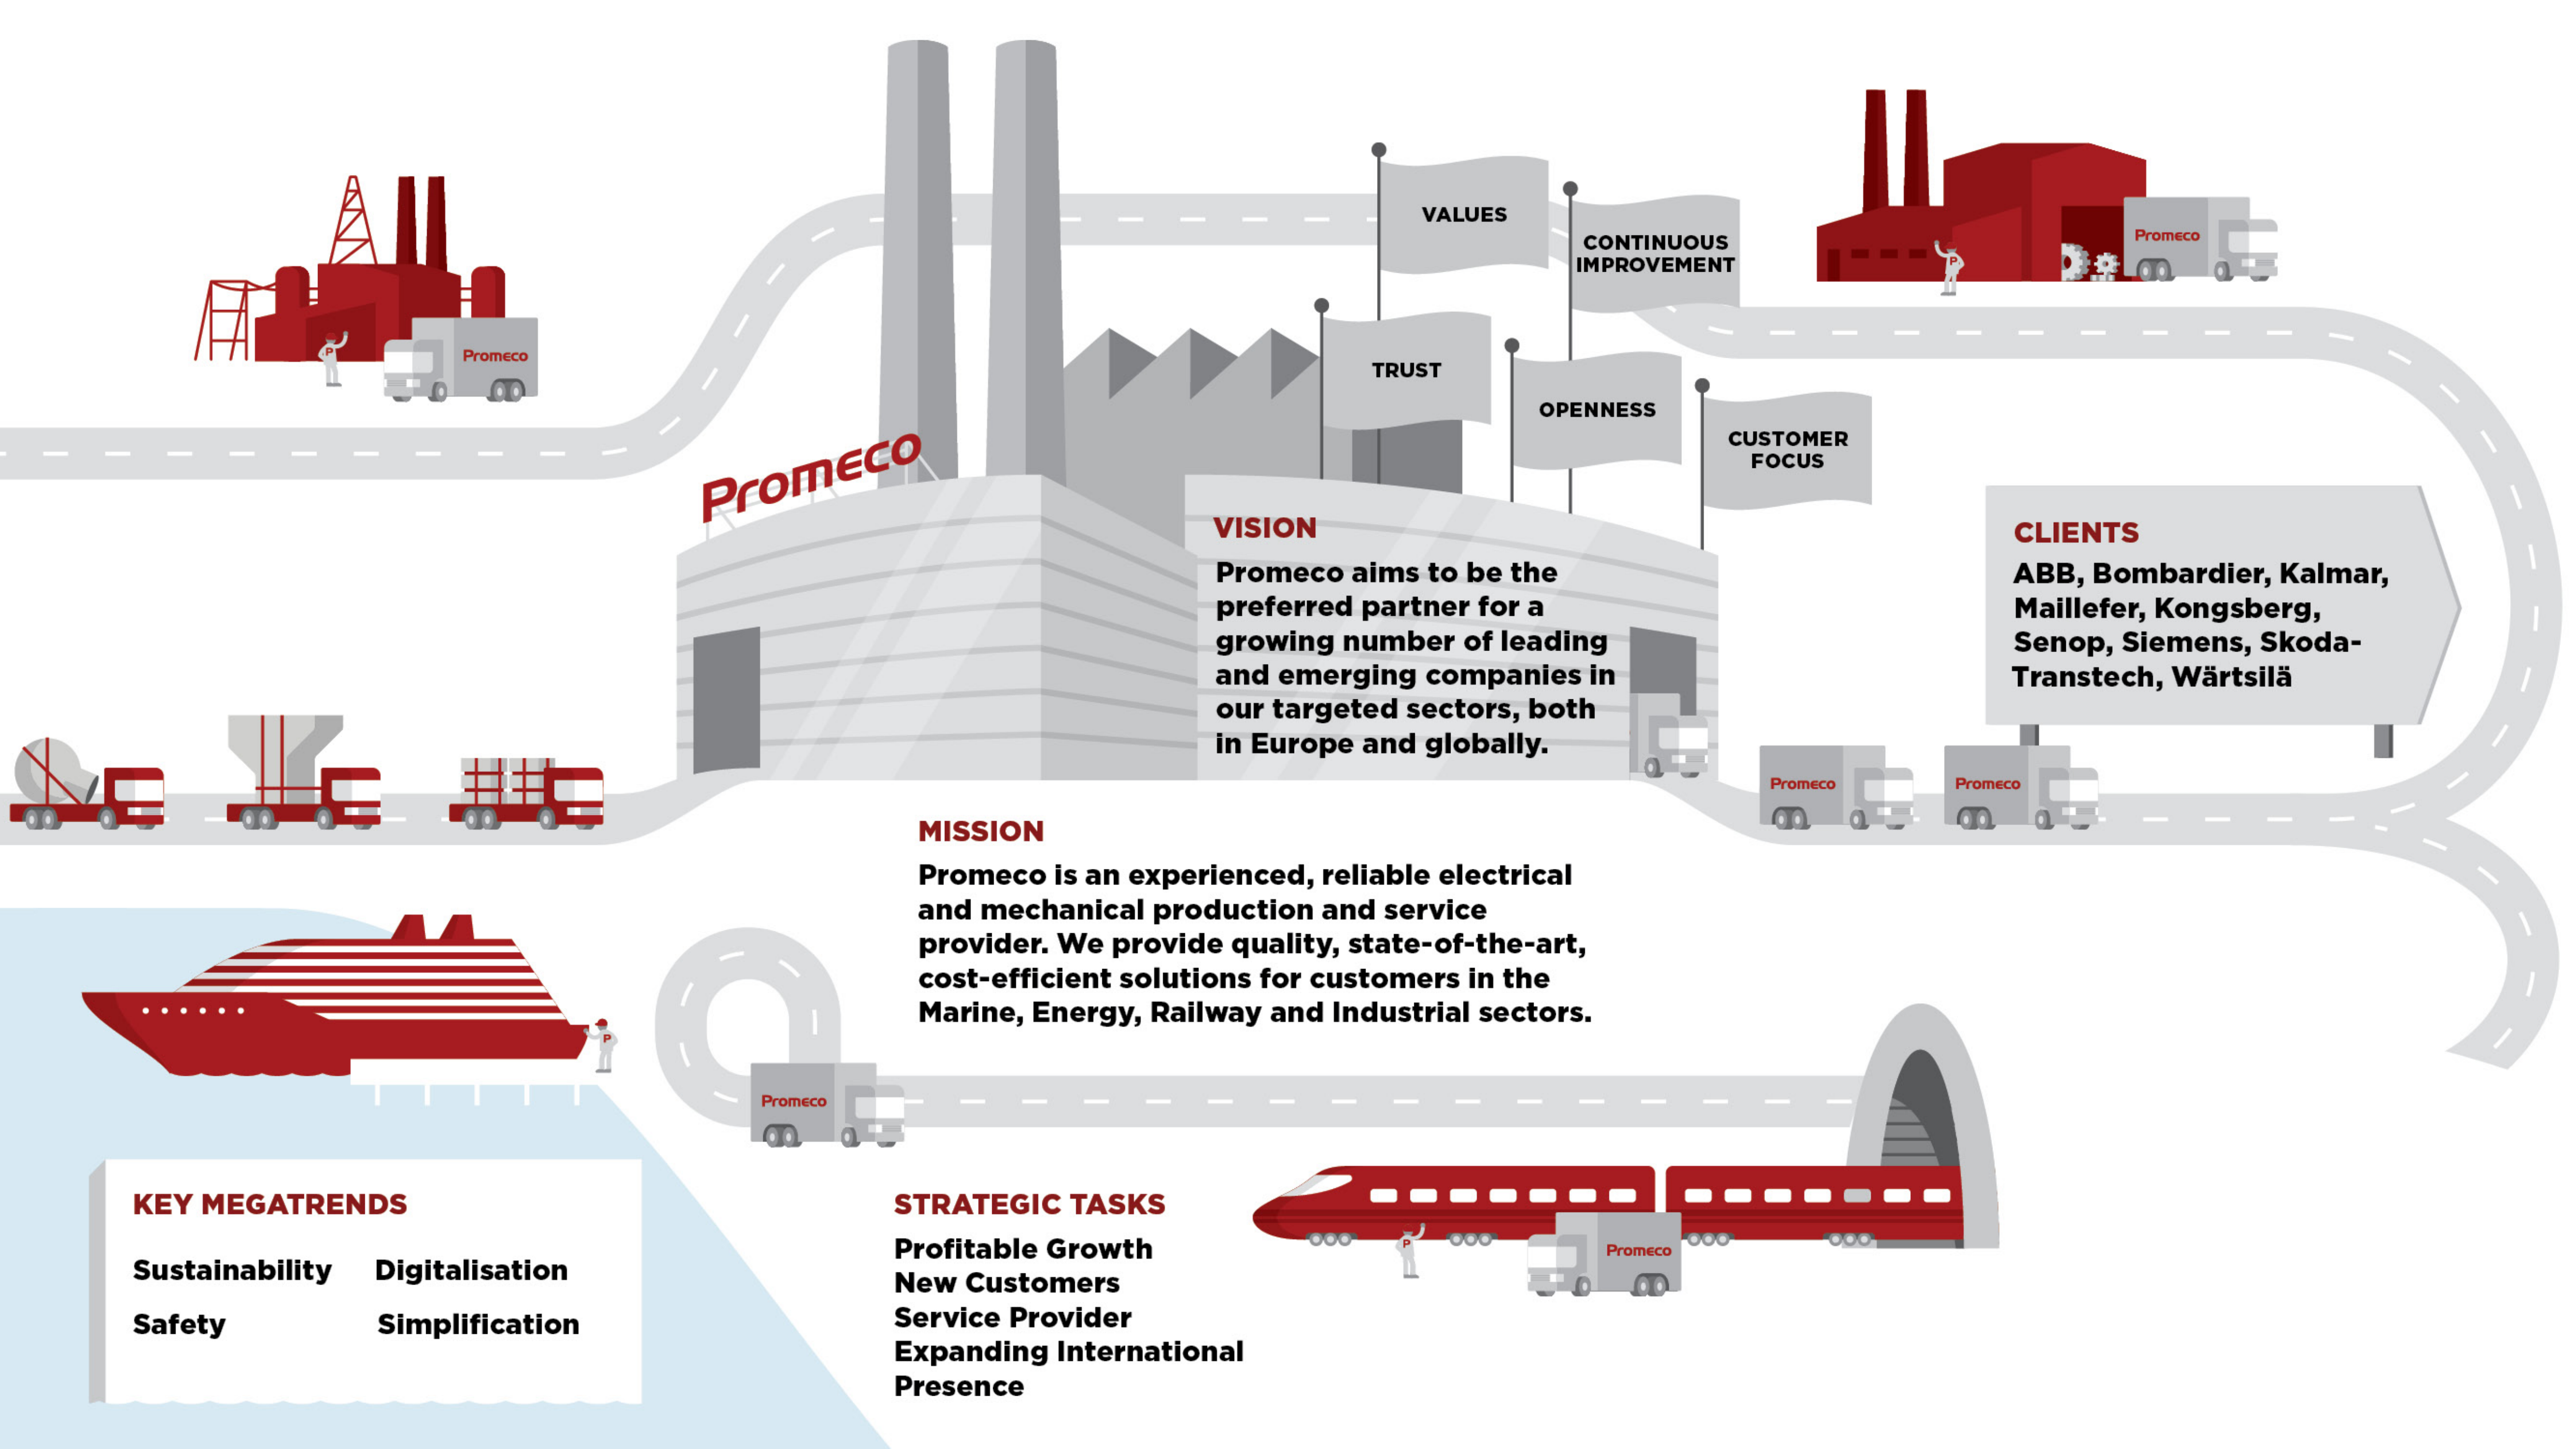 VALUES
CONTINUOUS
IMPROVEMENT
Promeco
Promeco
TRUST
OPENNESS
CUSTOMER
FOCUS
Promeco
VISION
Promeco aims to be the
preferred partner for a
growing number of leading
and emerging companies in
our targeted sectors, both
in Europe and globally.
CLIENTS
ABB, Bombardier, Kalmar,
Maillefer, Kongsberg,
Senop, Siemens, Skoda-
Transtech, Wärtsilä
Promeco
Promeco
MISSION
Promeco is an experienced, reliable electrical
and mechanical production and service
provider. We provide quality, state-of-the-art,
cost-efficient solutions for customers in the
Marine, Energy, Railway and Industrial sectors.
P
P
P
Promeco
KEY MEGATRENDS
Sustainability Digitalisation
Safety Simplification
STRATEGIC TASKS
Profitable Growth
New Customers
Service Provider
Expanding International
Presence
P
Promeco